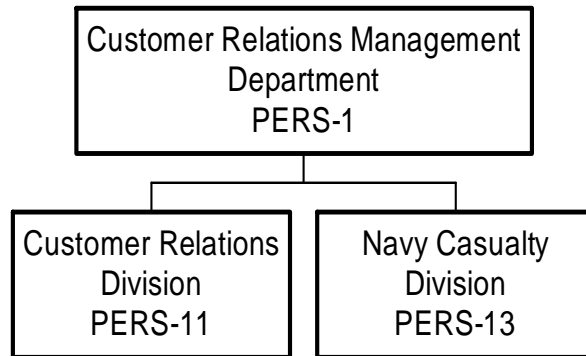 Customer Relations Management
Department
PERS-1
Customer Relations
Division
PERS-11
Navy Casualty
Division
PERS-13